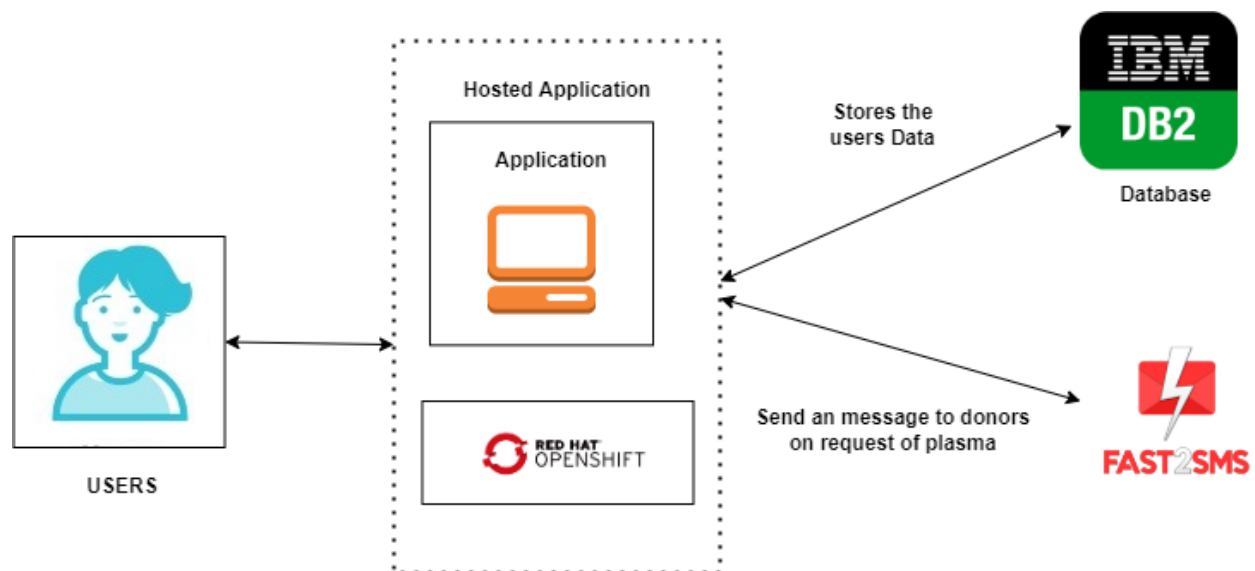 Hosted Application
Application
RED HAT
OPENSHIFT
USERS
Stores the
users Data
IBM
DB2
Database
Send an message to donors
on request of plasma
FAST2SMS